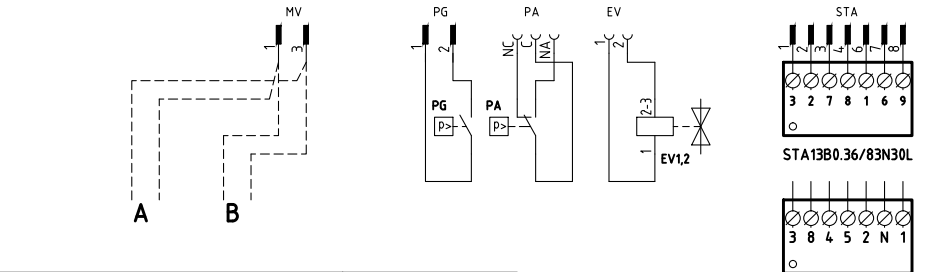 MV PG PA EV STA
1 3 1 2 NC C NA 1 2 1 2 3 4 6 7 8
3 2 7 8 1 6 9
PG PA 2-3
P> P>
1 EV1,2
STA13B0.36/83N30L
A B
3 8 4 5 2 N 1